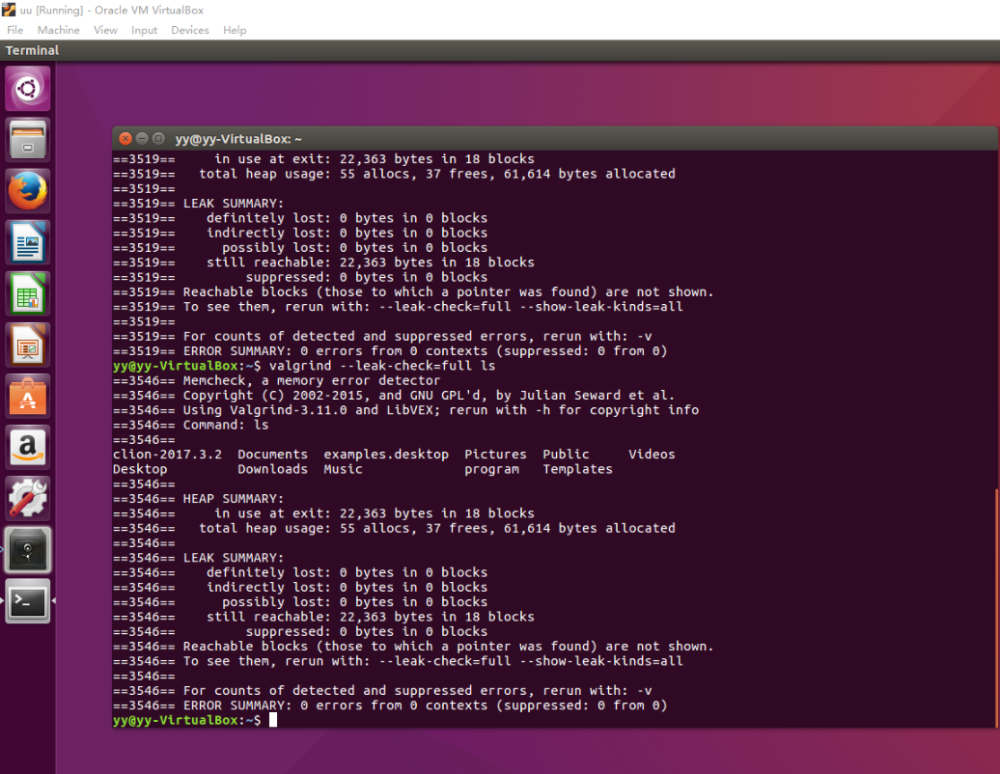 uu [Running] - Oracle VM VirtualBox
File Machine View Input Devices Help
Terminal
yy@yy-VirtualBox: ~
==3519==     in use at exit: 22,363 bytes in 18 blocks
==3519==   total heap usage: 55 allocs, 37 frees, 61,614 bytes allocated
==3519==
==3519== LEAK SUMMARY:
==3519==    definitely lost: 0 bytes in 0 blocks
==3519==    indirectly lost: 0 bytes in 0 blocks
==3519==      possibly lost: 0 bytes in 0 blocks
==3519==    still reachable: 22,363 bytes in 18 blocks
==3519==         suppressed: 0 bytes in 0 blocks
==3519== Reachable blocks (those to which a pointer was found) are not shown.
==3519== To see them, rerun with: --leak-check=full --show-leak-kinds=all
==3519==
==3519== For counts of detected and suppressed errors, rerun with: -v
==3519== ERROR SUMMARY: 0 errors from 0 contexts (suppressed: 0 from 0)
yy@yy-VirtualBox:~$ valgrind --leak-check=full ls
==3546== Memcheck, a memory error detector
==3546== Copyright (C) 2002-2015, and GNU GPL'd, by Julian Seward et al.
==3546== Using Valgrind-3.11.0 and LibVEX; rerun with -h for copyright info
==3546== Command: ls
==3546==
clion-2017.3.2  Documents  examples.desktop  Pictures  Public     Videos
Desktop         Downloads  Music             program   Templates
==3546==
==3546== HEAP SUMMARY:
==3546==     in use at exit: 22,363 bytes in 18 blocks
==3546==   total heap usage: 55 allocs, 37 frees, 61,614 bytes allocated
==3546==
==3546== LEAK SUMMARY:
==3546==    definitely lost: 0 bytes in 0 blocks
==3546==    indirectly lost: 0 bytes in 0 blocks
==3546==      possibly lost: 0 bytes in 0 blocks
==3546==    still reachable: 22,363 bytes in 18 blocks
==3546==         suppressed: 0 bytes in 0 blocks
==3546== Reachable blocks (those to which a pointer was found) are not shown.
==3546== To see them, rerun with: --leak-check=full --show-leak-kinds=all
==3546==
==3546== For counts of detected and suppressed errors, rerun with: -v
==3546== ERROR SUMMARY: 0 errors from 0 contexts (suppressed: 0 from 0)
yy@yy-VirtualBox:~$